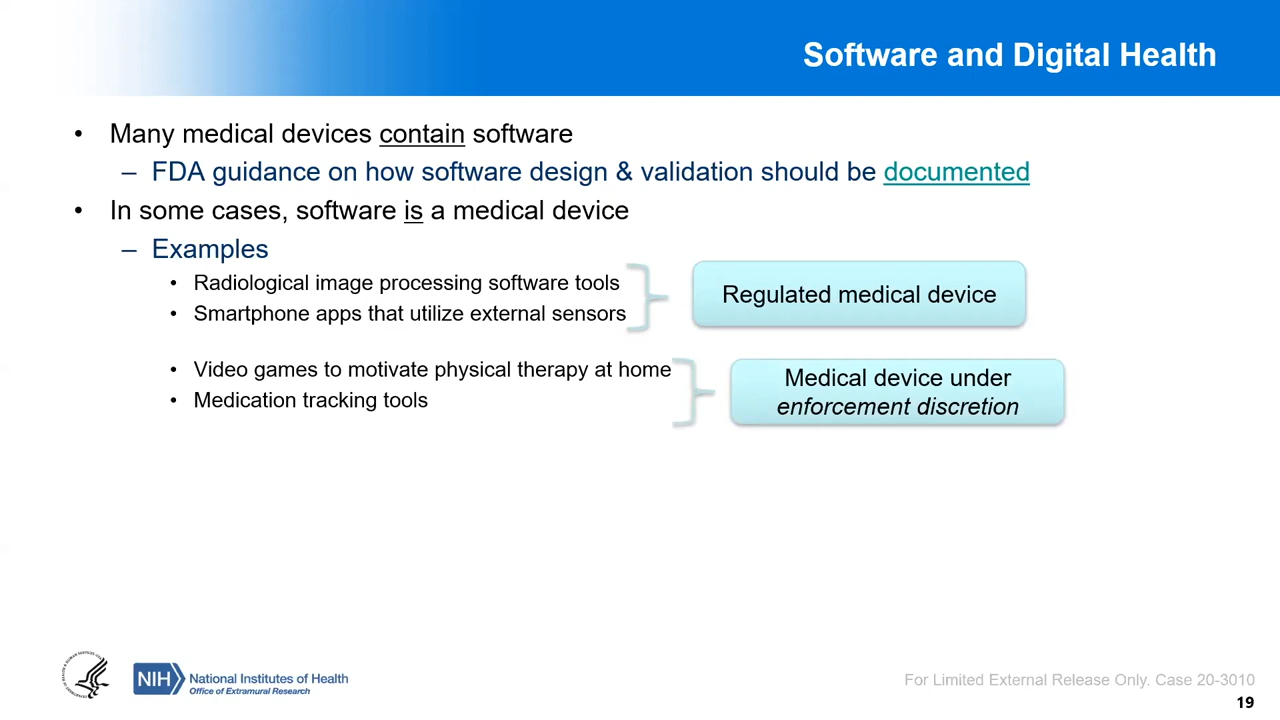 Software and Digital Health
• Many medical devices contain software
– FDA guidance on how software design & validation should be documented
• In some cases, software is a medical device
– Examples
• Radiological image processing software tools
• Smartphone apps that utilize external sensors
Regulated medical device
• Video games to motivate physical therapy at home
• Medication tracking tools
Medical device under
enforcement discretion
NIH
National Institutes of Health
Office of Extramural Research
For Limited External Release Only. Case 20-3010
19